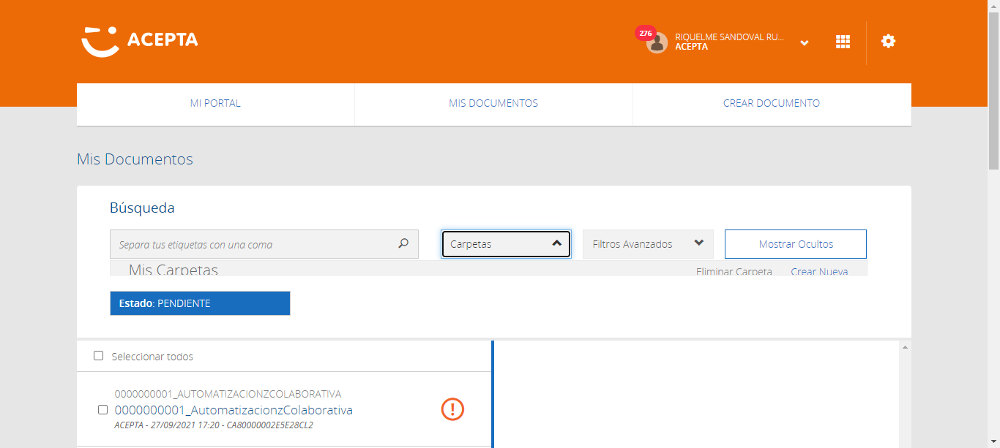 ACEPTA
276
RIQUELME SANDOVAL RU...
ACEPTA
MI PORTAL
MIS DOCUMENTOS
CREAR DOCUMENTO
Mis Documentos
Búsqueda
Separa tus etiquetas con una coma
Carpetas
Filtros Avanzados
Mostrar Ocultos
Mis Carpetas
Eliminar Carpeta
Crear Nueva
Estado: PENDIENTE
Seleccionar todos
0000000001_AUTOMATIZACIONZCOLABORATIVA
0000000001_AutomatizacionzColaborativa
ACEPTA - 27/09/2021 17:20 - CA80000002E5E28CL2